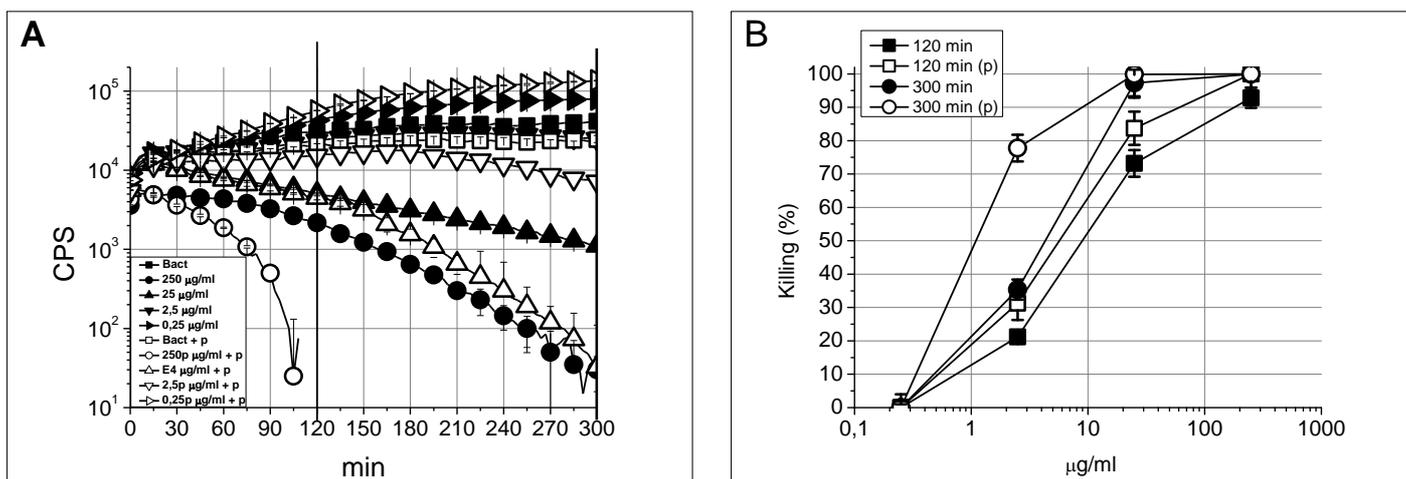 A
CPS
10^5
10^4
10^3
10^2
10^1
Bact
250 µg/ml
25 µg/ml
2,5 µg/ml
0,25 µg/ml
Bact + p
250p µg/ml + p
E4 µg/ml + p
2,5p µg/ml + p
0,25p µg/ml + p
0 30 60 90 120 150 180 210 240 270 300
min
B
120 min
120 min (p)
300 min
300 min (p)
Killing (%)
100
90
80
70
60
50
40
30
20
10
0
0,1 1 10 100 1000
µg/ml